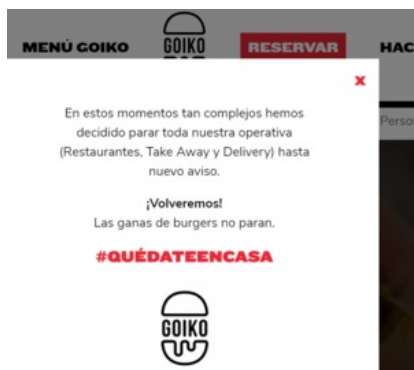 MENÚ GOIKO
GOIKO
RESERVAR
HAC
x
Perso
En estos momentos tan complejos hemos
decidido parar toda nuestra operativa
(Restaurantes, Take Away y Delivery) hasta
nuevo aviso.
¡Volveremos!
Las ganas de burgers no paran.
#QUÉDATEENCASA
GOIKO